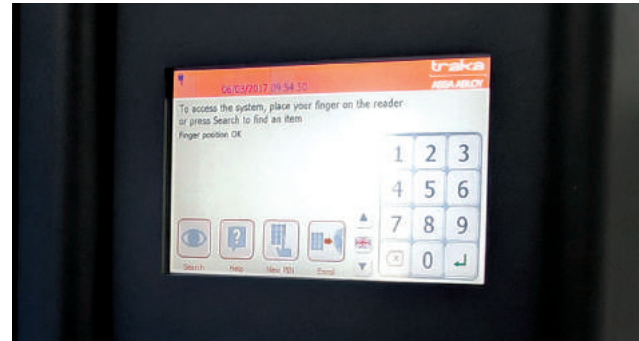 traka
ASSA ABLOY
06/03/2017 09:54:50
To access the system, place your finger on the reader
or press Search to find an item
Finger position OK
1 2 3
4 5 6
7 8 9
0
Search Help New PIN Enrol